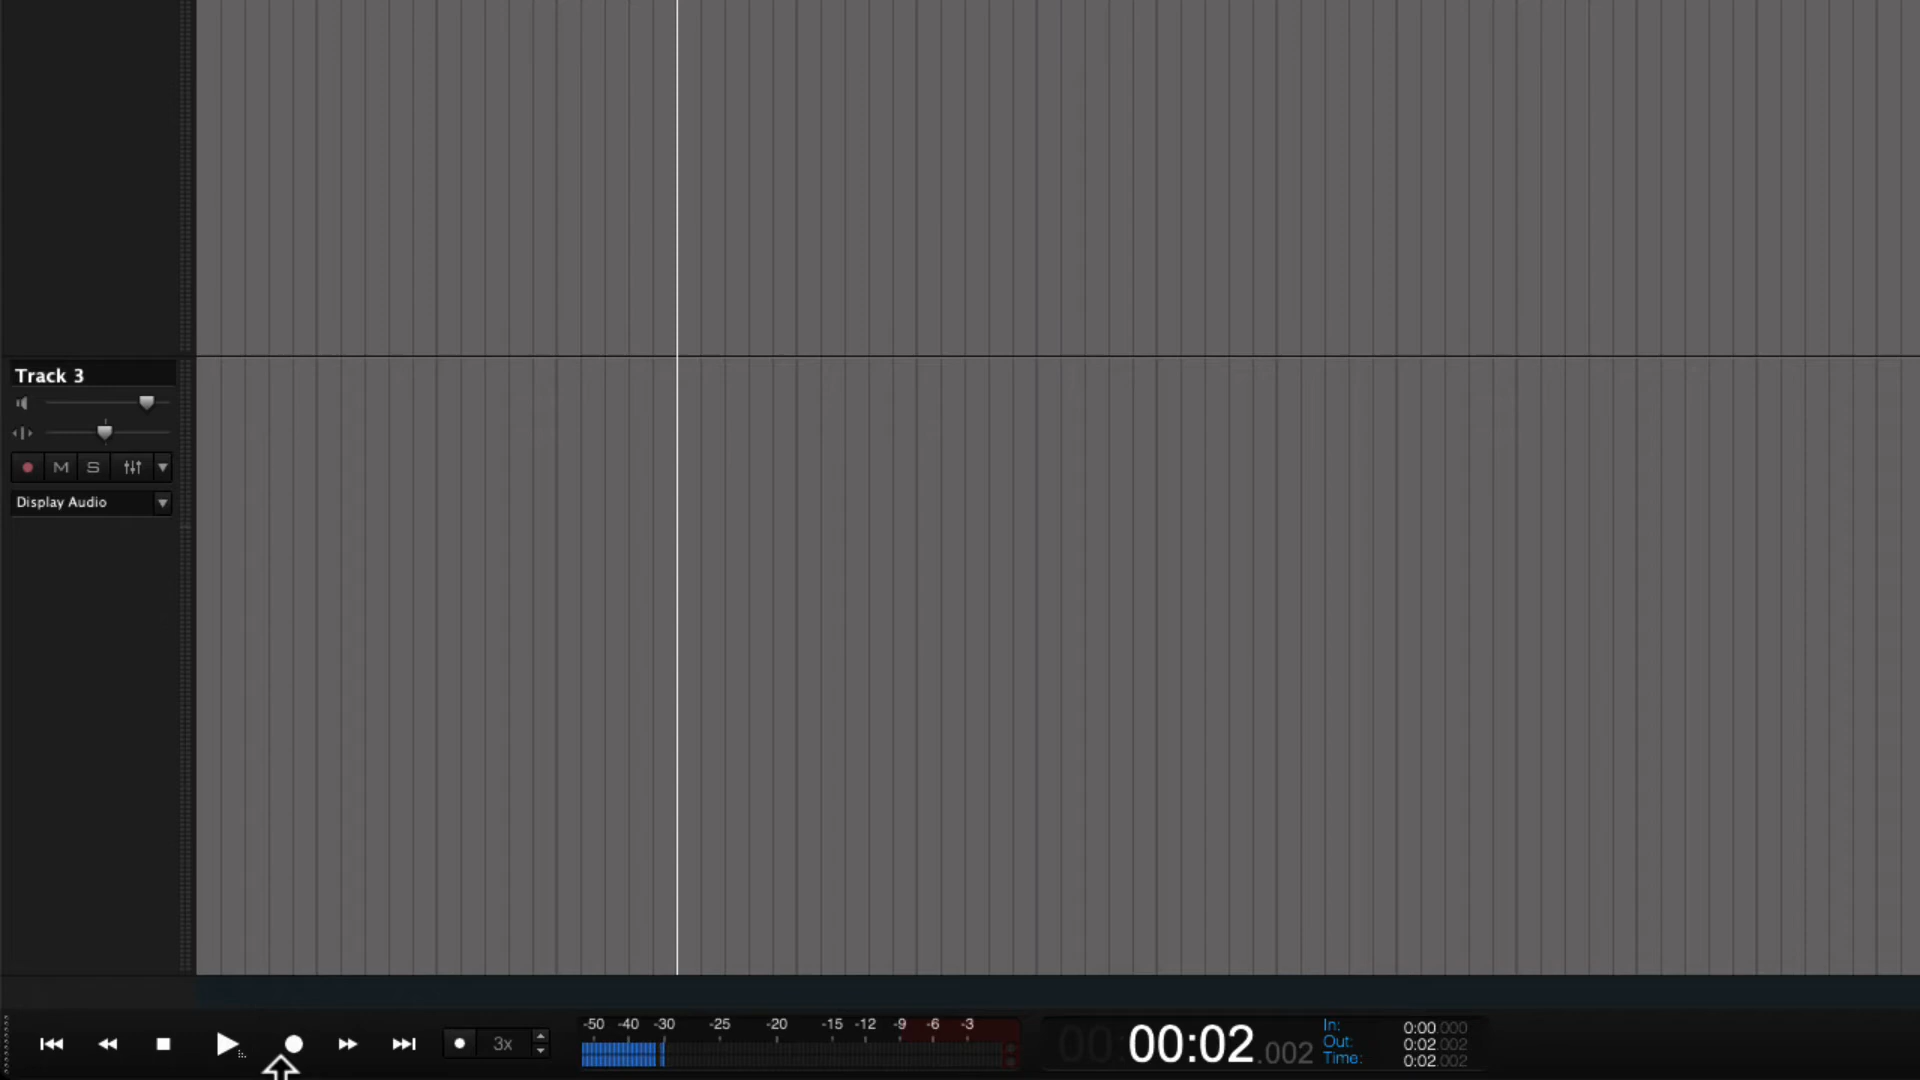 Track 3
M S
Display Audio
3x
-50 -40 -30 -25 -20 -15 -12 -9 -6 -3
00 00:02.002
In: 0:00.000
Out: 0:02.002
Time: 0:02.002